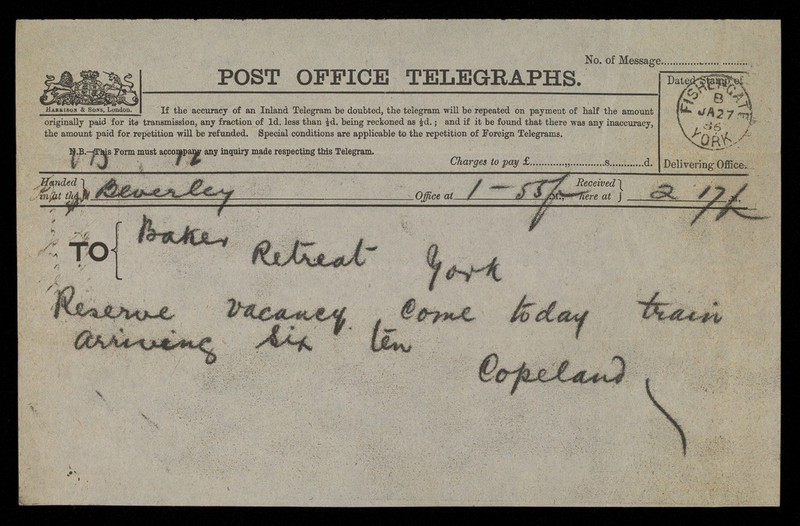 No. of Message
POST OFFICE TELEGRAPHS.
Dated Stamp of
HARRISON & SONS, London.
If the accuracy of an Inland Telegram be doubted, the telegram will be repeated on payment of half the amount
originally paid for its transmission, any fraction of 1d. less than ½d. being reckoned as ½d.; and if it be found that there was any inaccuracy,
the amount paid for repetition will be refunded. Special conditions are applicable to the repetition of Foreign Telegrams.
FISHERGATE
B
JA 27
86
YORK
N.B.—This Form must accompany any inquiry made respecting this Telegram.
Charges to pay £ s. d.
Delivering Office.
Handed in at the Beverley Office at 1-55 p Received here at 2 17 p
TO Baker Retreat York
Reserve vacancy come today train
arriving six ten
Copeland